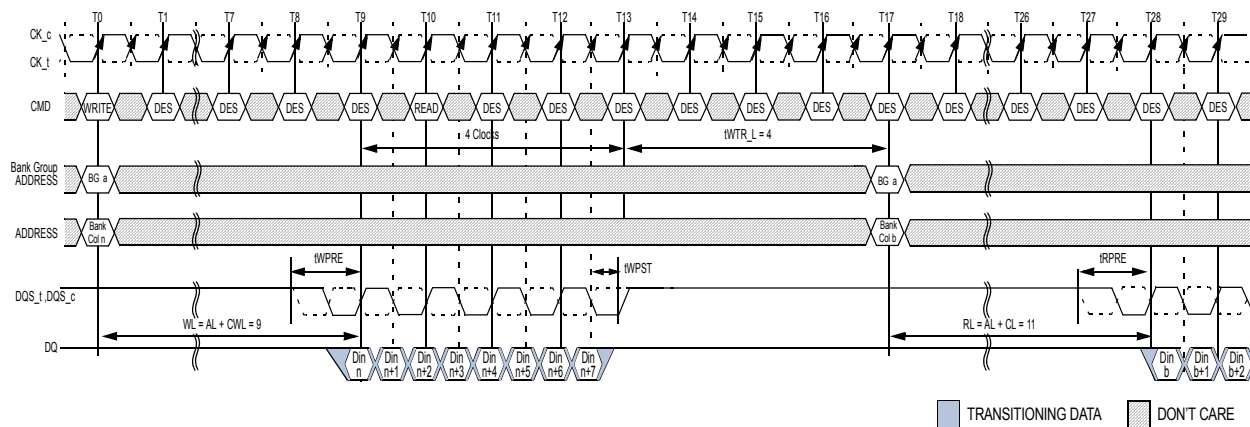 T0 T1 T7 T8 T9 T10 T11 T12 T13 T14 T15 T16 T17 T18 T26 T27 T28 T29
CK_c
CK_t
CMD WRITE DES DES DES DES READ DES DES DES DES DES DES DES DES DES DES DES DES
4 Clocks tWTR_L = 4
Bank Group
ADDRESS
BG a BG a
ADDRESS
Bank
Col n
Bank
Col b
tWPRE tWPST tRPRE
DQS_t ,DQS_c
WL = AL + CWL = 9 RL = AL + CL = 11
DQ
Din
n
Din
n+1
Din
n+2
Din
n+3
Din
n+4
Din
n+5
Din
n+6
Din
n+7
Din
b
Din
b+1
Din
b+2
TRANSITIONING DATA DON'T CARE